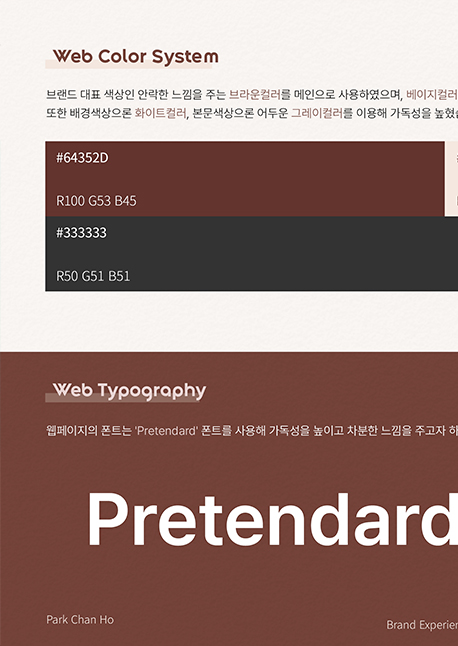 Web Color System
브랜드 대표 색상인 안락한 느낌을 주는 브라운컬러를 메인으로 사용하였으며, 베이지컬러
또한 배경색상으론 화이트컬러, 본문색상으론 어두운 그레이컬러를 이용해 가독성을 높혔
#64352D
R100 G53 B45
#333333
R50 G51 B51
Web Typography
웹페이지의 폰트는 'Pretendard' 폰트를 사용해 가독성을 높이고 차분한 느낌을 주고자 하
Pretendard
Park Chan Ho
Brand Experien